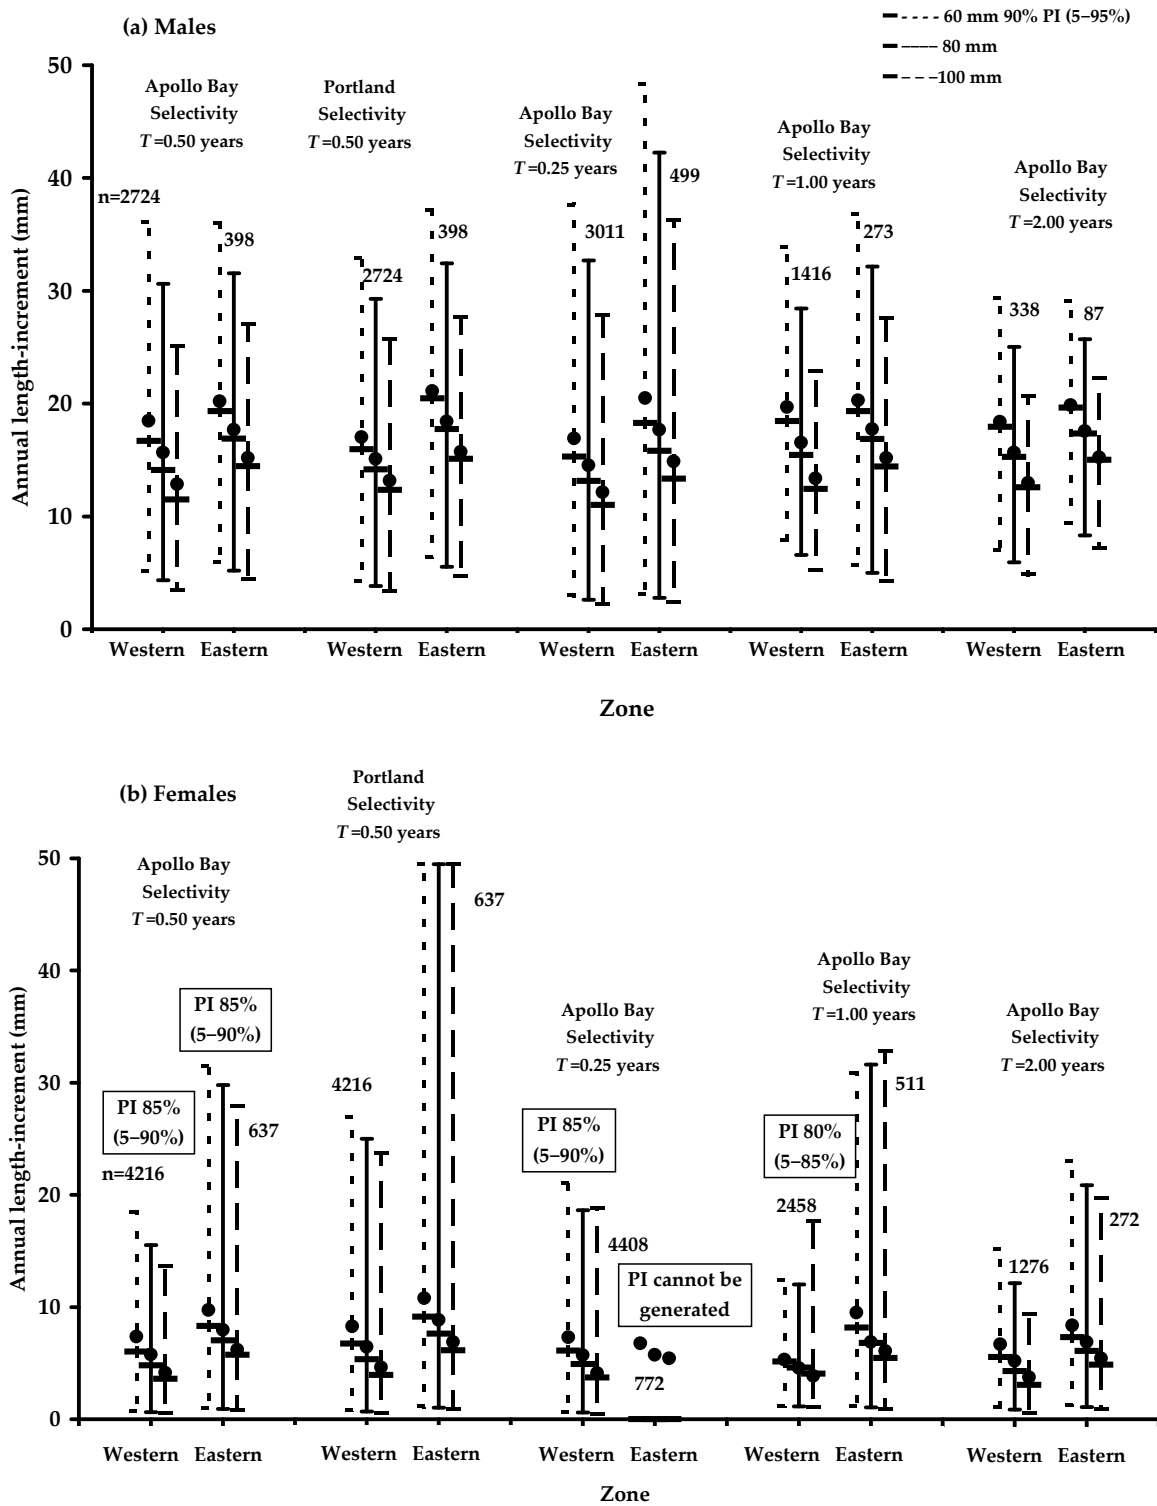 (a) Males
- - - - 60 mm 90% PI (5–95%)
–––– 80 mm
– – –100 mm
Annual length-increment (mm)
50
40
30
20
10
0
Apollo Bay
Selectivity
T =0.50 years
Portland
Selectivity
T =0.50 years
Apollo Bay
Selectivity
T =0.25 years
Apollo Bay
Selectivity
T =1.00 years
Apollo Bay
Selectivity
T =2.00 years
n=2724
398
2724
398
3011
499
1416
273
338
87
Western Eastern Western Eastern Western Eastern Western Eastern Western Eastern
Zone
(b) Females
Annual length-increment (mm)
50
40
30
20
10
0
Apollo Bay
Selectivity
T =0.50 years
Portland
Selectivity
T =0.50 years
Apollo Bay
Selectivity
T =0.25 years
Apollo Bay
Selectivity
T =1.00 years
Apollo Bay
Selectivity
T =2.00 years
PI 85%
(5–90%)
n=4216
PI 85%
(5–90%)
637
4216
637
PI 85%
(5–90%)
4408
PI cannot be
generated
772
PI 80%
(5–85%)
2458
511
1276
272
Western Eastern Western Eastern Western Eastern Western Eastern Western Eastern
Zone